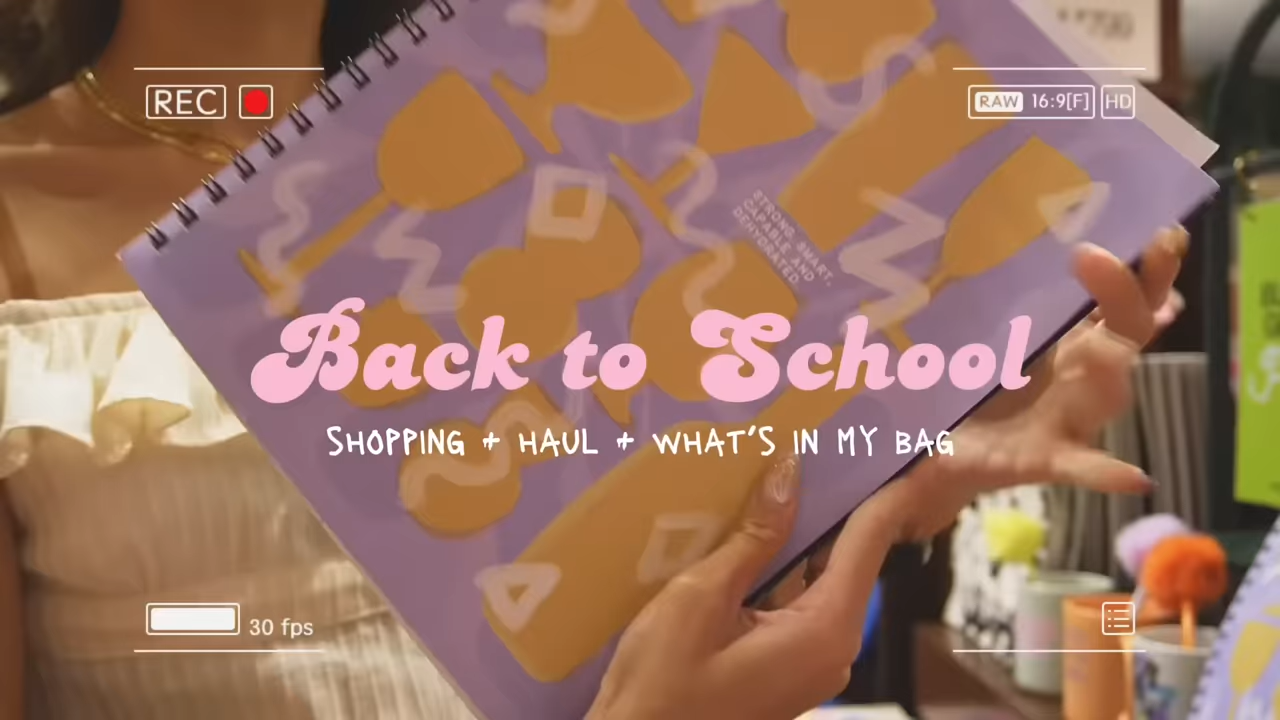 REC
RAW 16:9[F] HD
STRONG, SMART,
CAPABLE AND
DEHYDRATED.
Back to School
SHOPPING + HAUL + WHAT'S IN MY BAG
30 fps